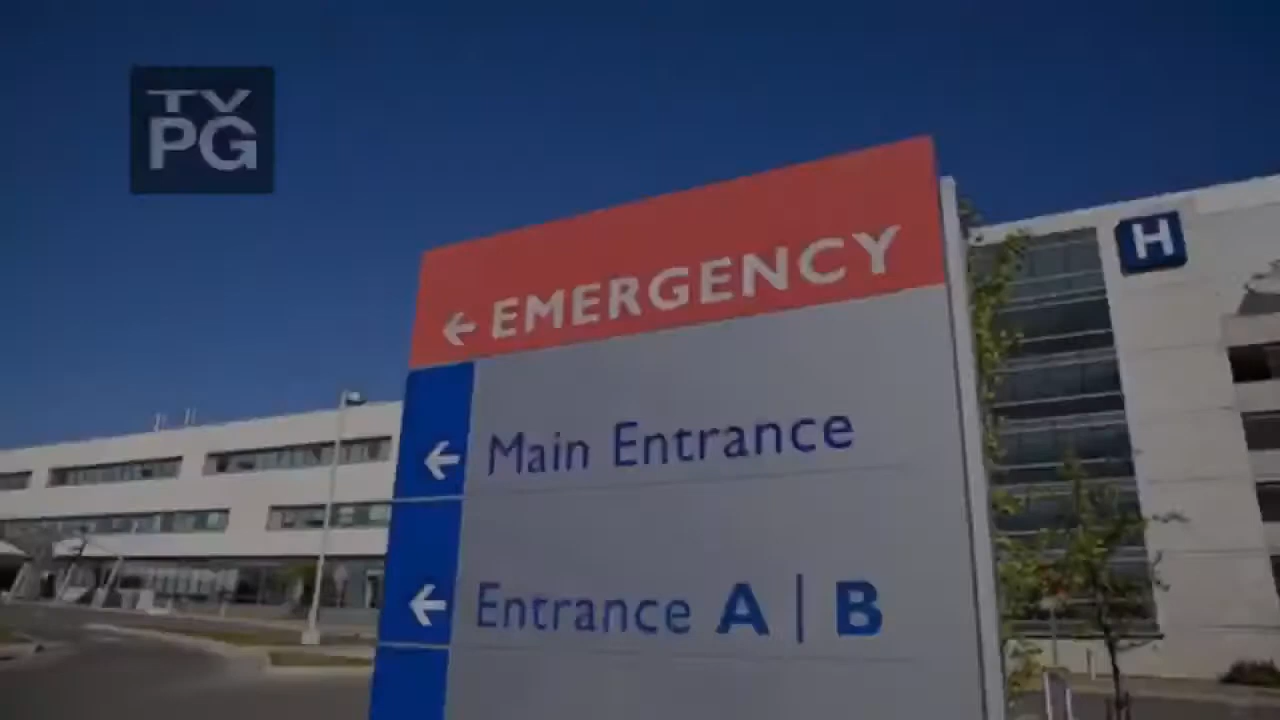 TV
PG
← EMERGENCY
H
← Main Entrance
← Entrance A | B